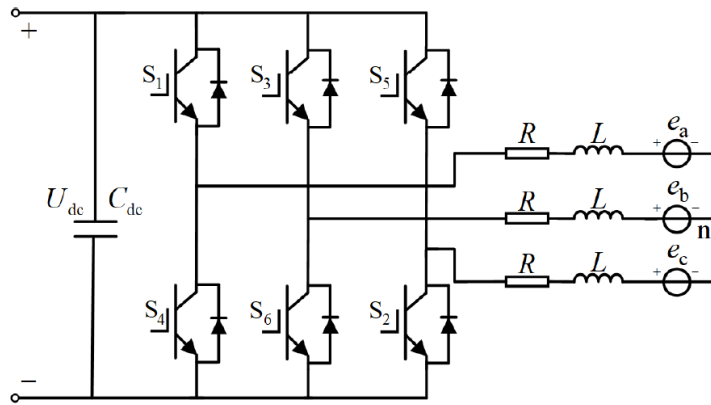 +
S1 S3 S5
R L ea
+ −
Udc Cdc
R L eb
+ −
n
R L ec
+ −
S4 S6 S2
−